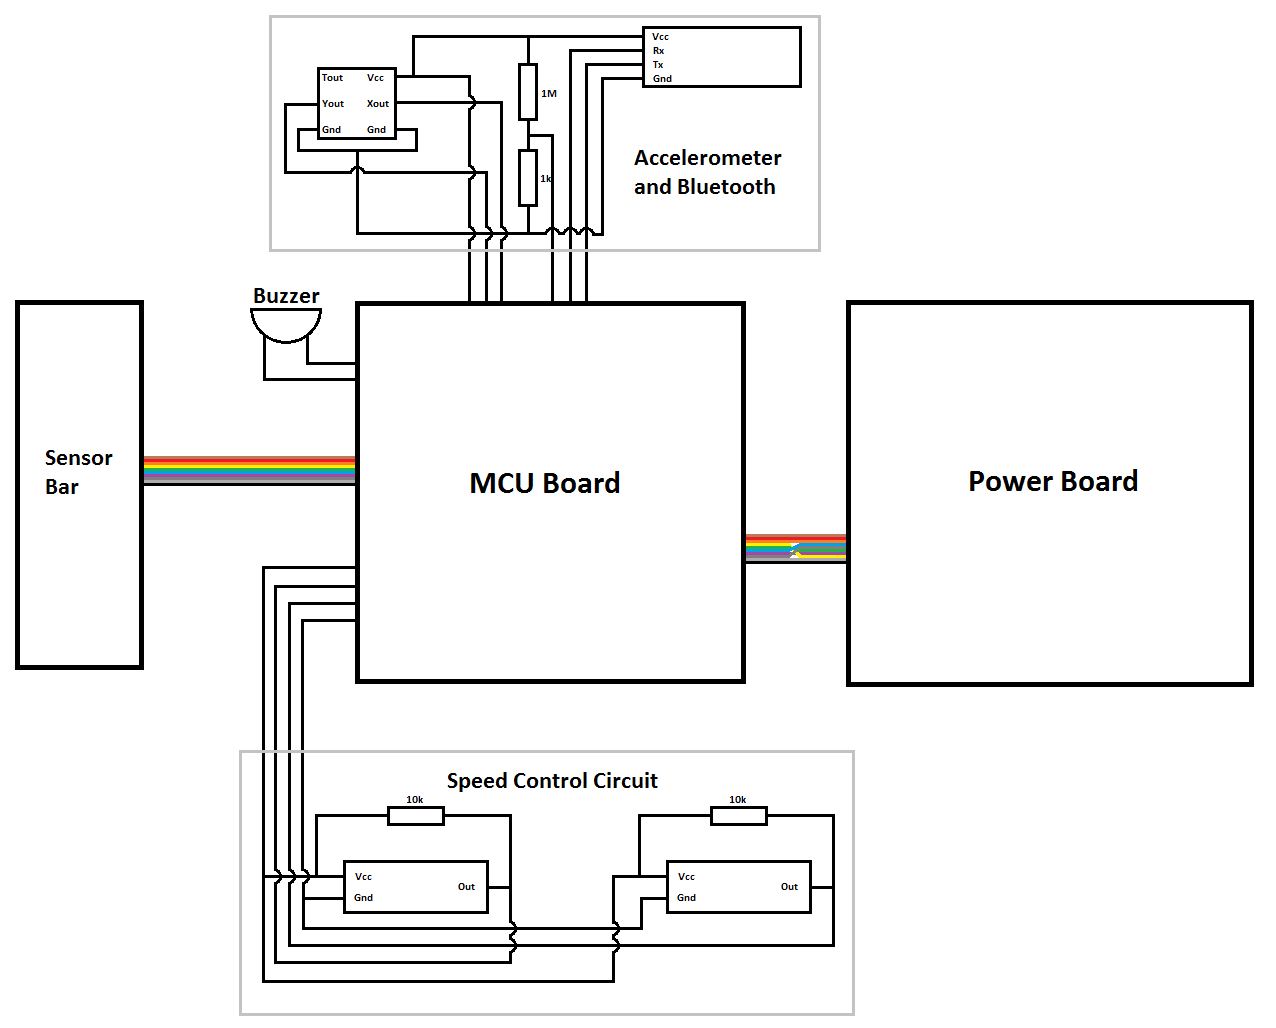 Vcc
Rx
Tx
Gnd
Tout Vcc
Yout Xout
Gnd Gnd
1M
1k
Accelerometer
and Bluetooth
Buzzer
Sensor
Bar
MCU Board
Power Board
Speed Control Circuit
10k
10k
Vcc
Gnd
Out
Vcc
Gnd
Out